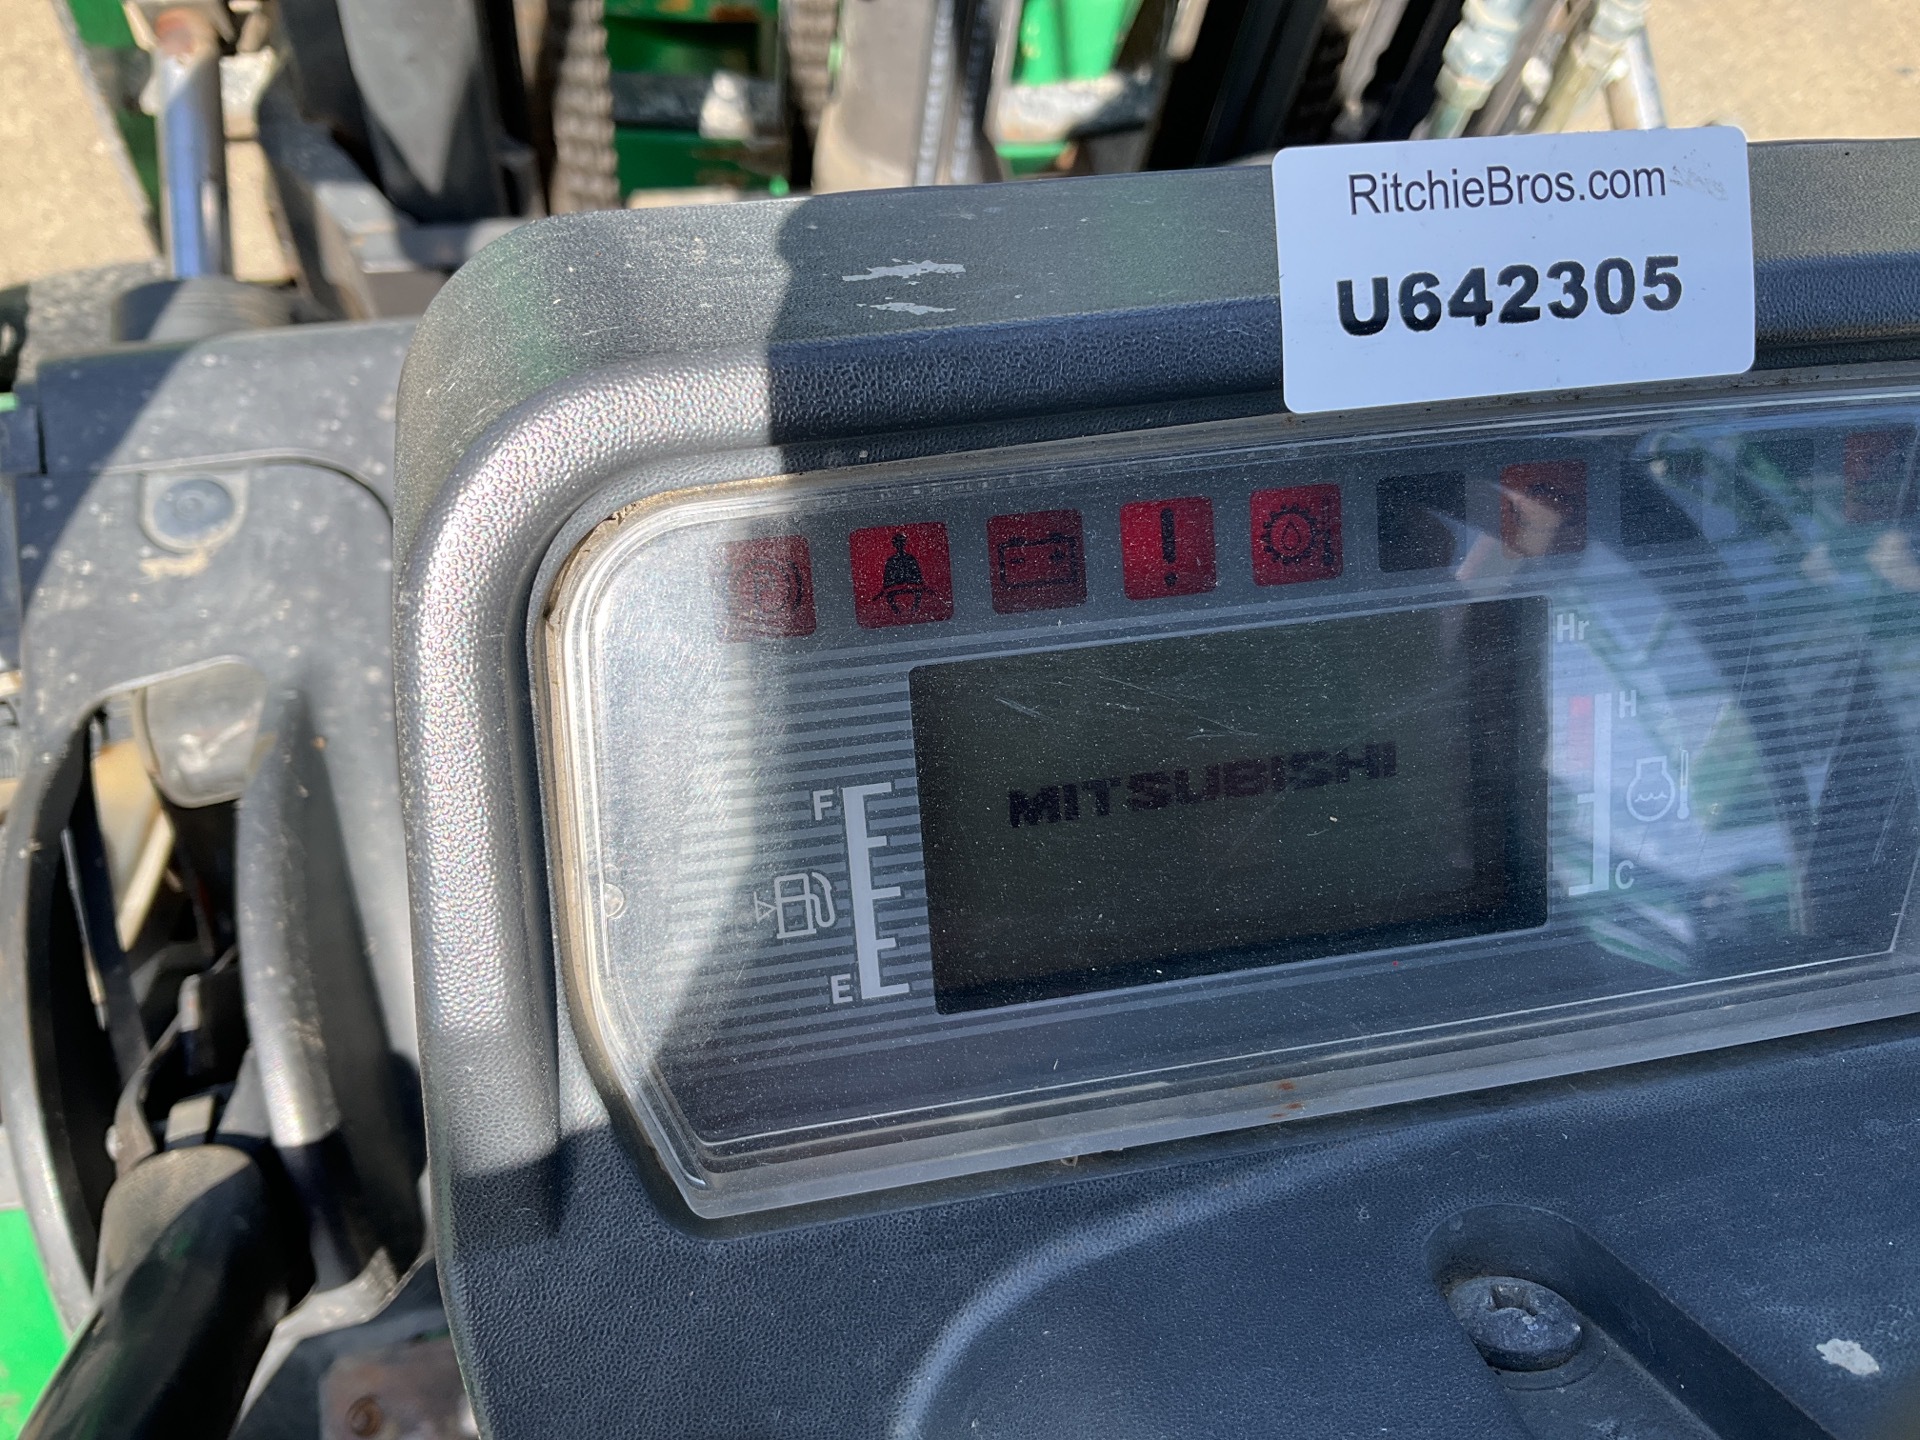 RitchieBros.com
U642305
Hr
H
MITSUBISHI
F
C
E